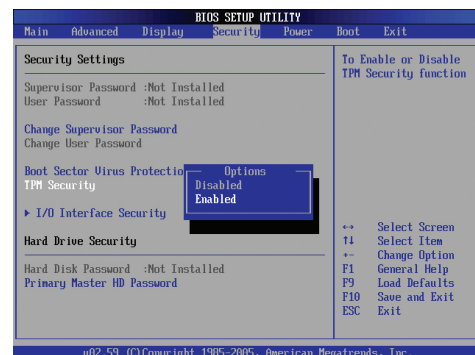 BIOS SETUP UTILITY
Main Advanced Display Security Power Boot Exit
Security Settings
Supervisor Password :Not Installed
User Password :Not Installed
Change Supervisor Password
Change User Password
Boot Sector Virus Protectio
TPM Security
▶ I/O Interface Security
Hard Drive Security
Hard Disk Password :Not Installed
Primary Master HD Password
Options
Disabled
Enabled
To Enable or Disable
TPM Security function
↔ Select Screen
↑↓ Select Item
+- Change Option
F1 General Help
F9 Load Defaults
F10 Save and Exit
ESC Exit
v02.59 (C)Copyright 1985-2005, American Megatrends, Inc.